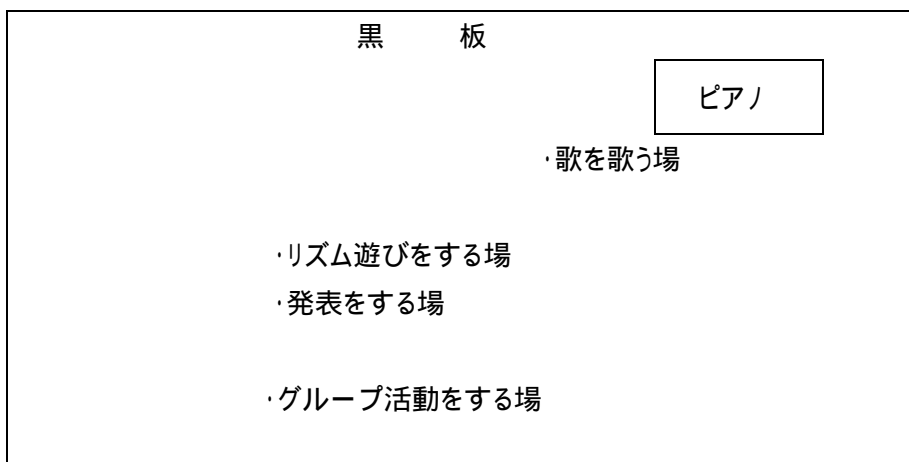 黒　　板
ピアノ
・歌を歌う場
・リズム遊びをする場
・発表をする場
・グループ活動をする場